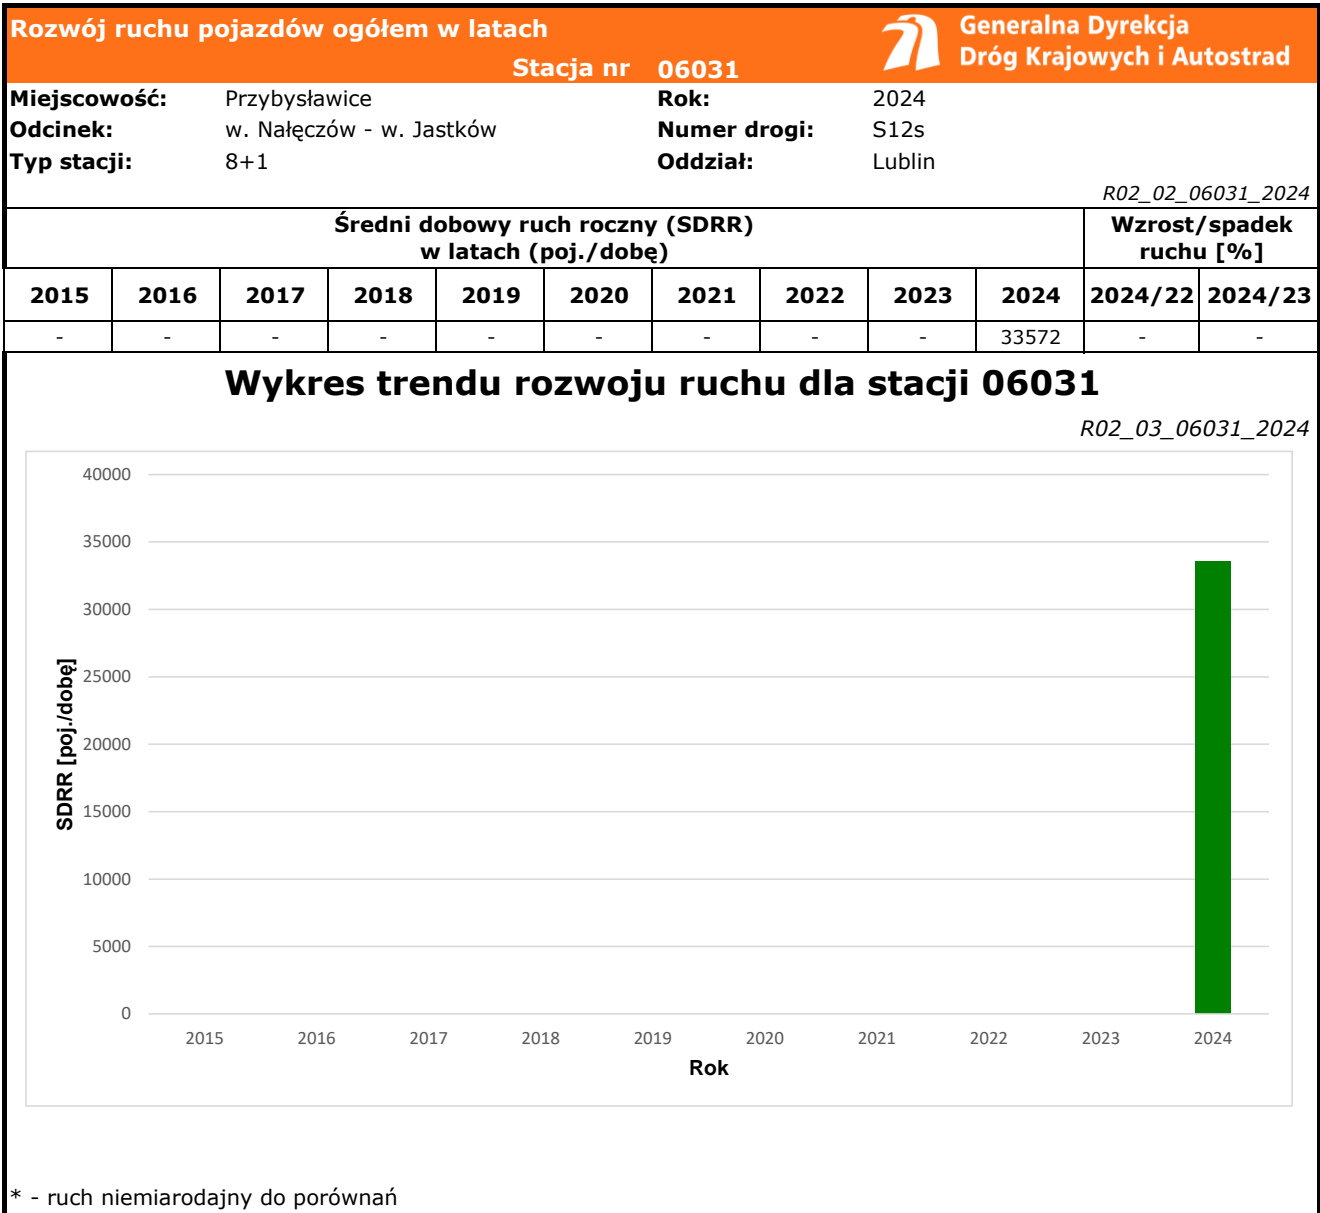 Rozwój ruchu pojazdów ogółem w latach
Generalna Dyrekcja
Dróg Krajowych i Autostrad
Stacja nr 06031
Miejscowość: Przybysławice Rok: 2024
Odcinek: w. Nałęczów - w. Jastków Numer drogi: S12s
Typ stacji: 8+1 Oddział: Lublin
R02_02_06031_2024
Średni dobowy ruch roczny (SDRR) Wzrost/spadek
w latach (poj./dobę) ruchu [%]
2015 2016 2017 2018 2019 2020 2021 2022 2023 2024 2024/22 2024/23
- - - - - - - - - 33572 - -
Wykres trendu rozwoju ruchu dla stacji 06031
R02_03_06031_2024
40000
35000
30000
25000
20000
15000
10000
5000
0
SDRR [poj./dobę]
2015 2016 2017 2018 2019 2020 2021 2022 2023 2024
Rok
* - ruch niemiarodajny do porównań